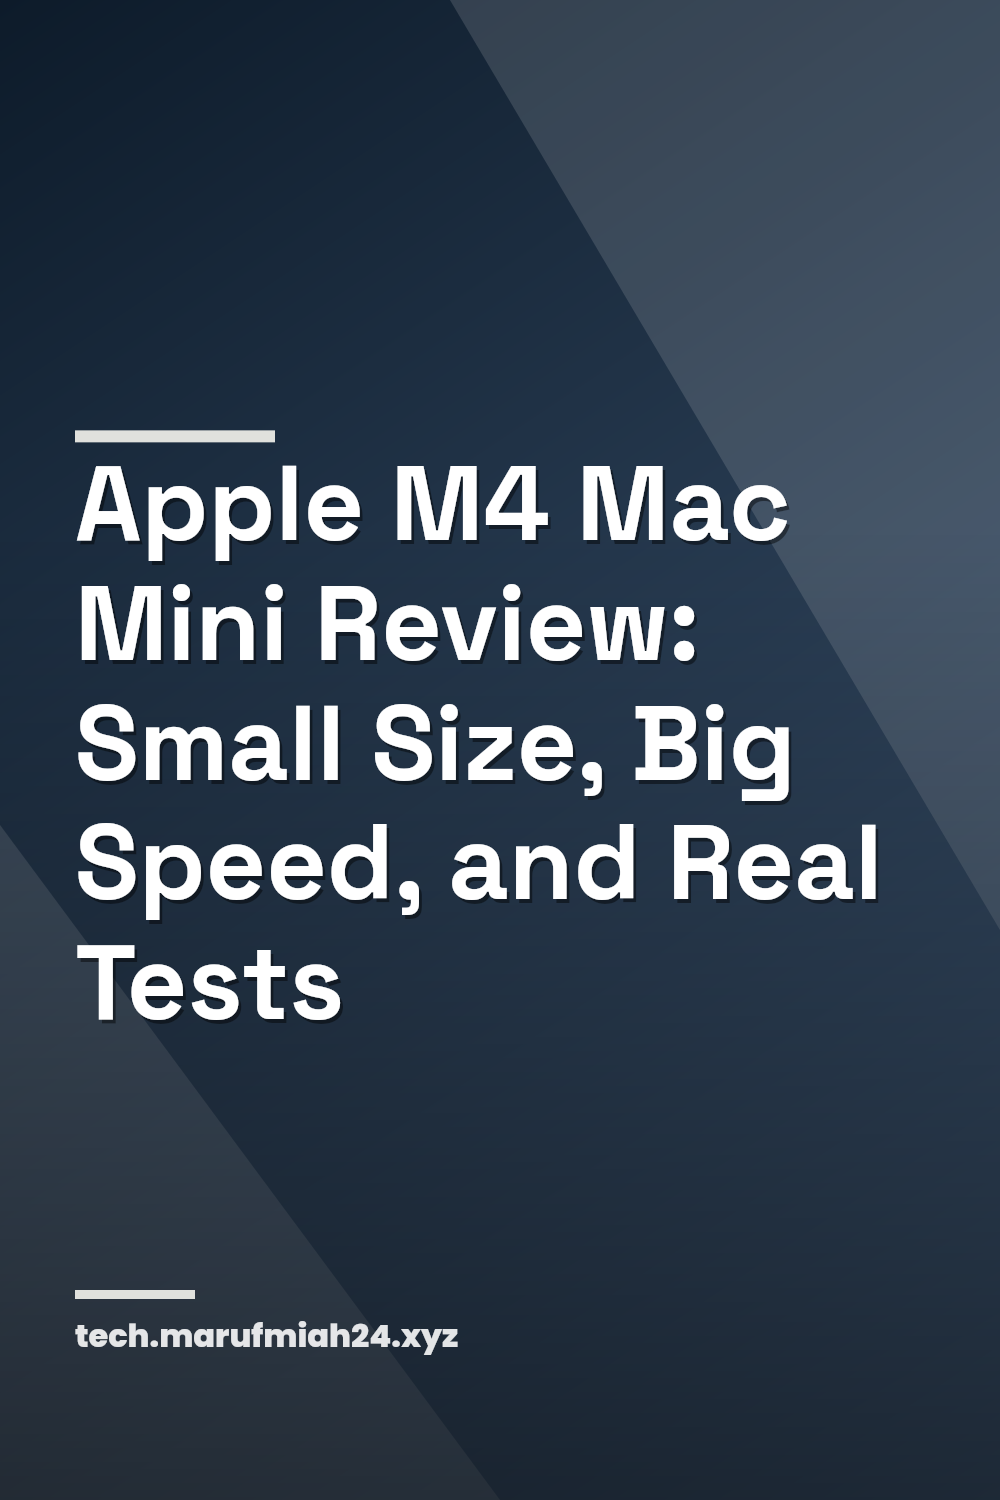 Apple M4 Mac
Mini Review:
Small Size, Big
Speed, and Real
Tests
tech.marufmiah24.xyz